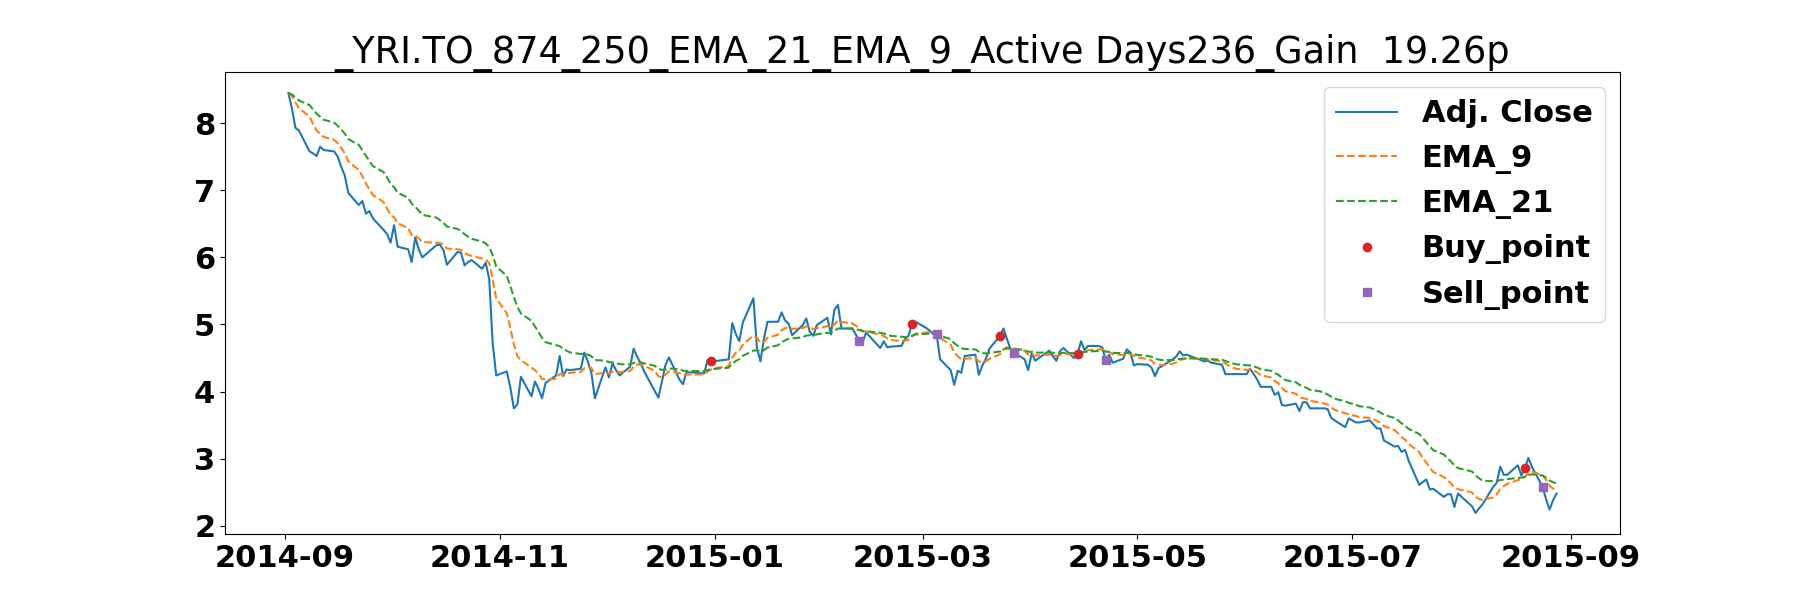 _YRI.TO_874_250_EMA_21_EMA_9_Active Days236_Gain  19.26p
Adj. Close
EMA_9
EMA_21
Buy_point
Sell_point
8
7
6
5
4
3
2
2014-09 2014-11 2015-01 2015-03 2015-05 2015-07 2015-09